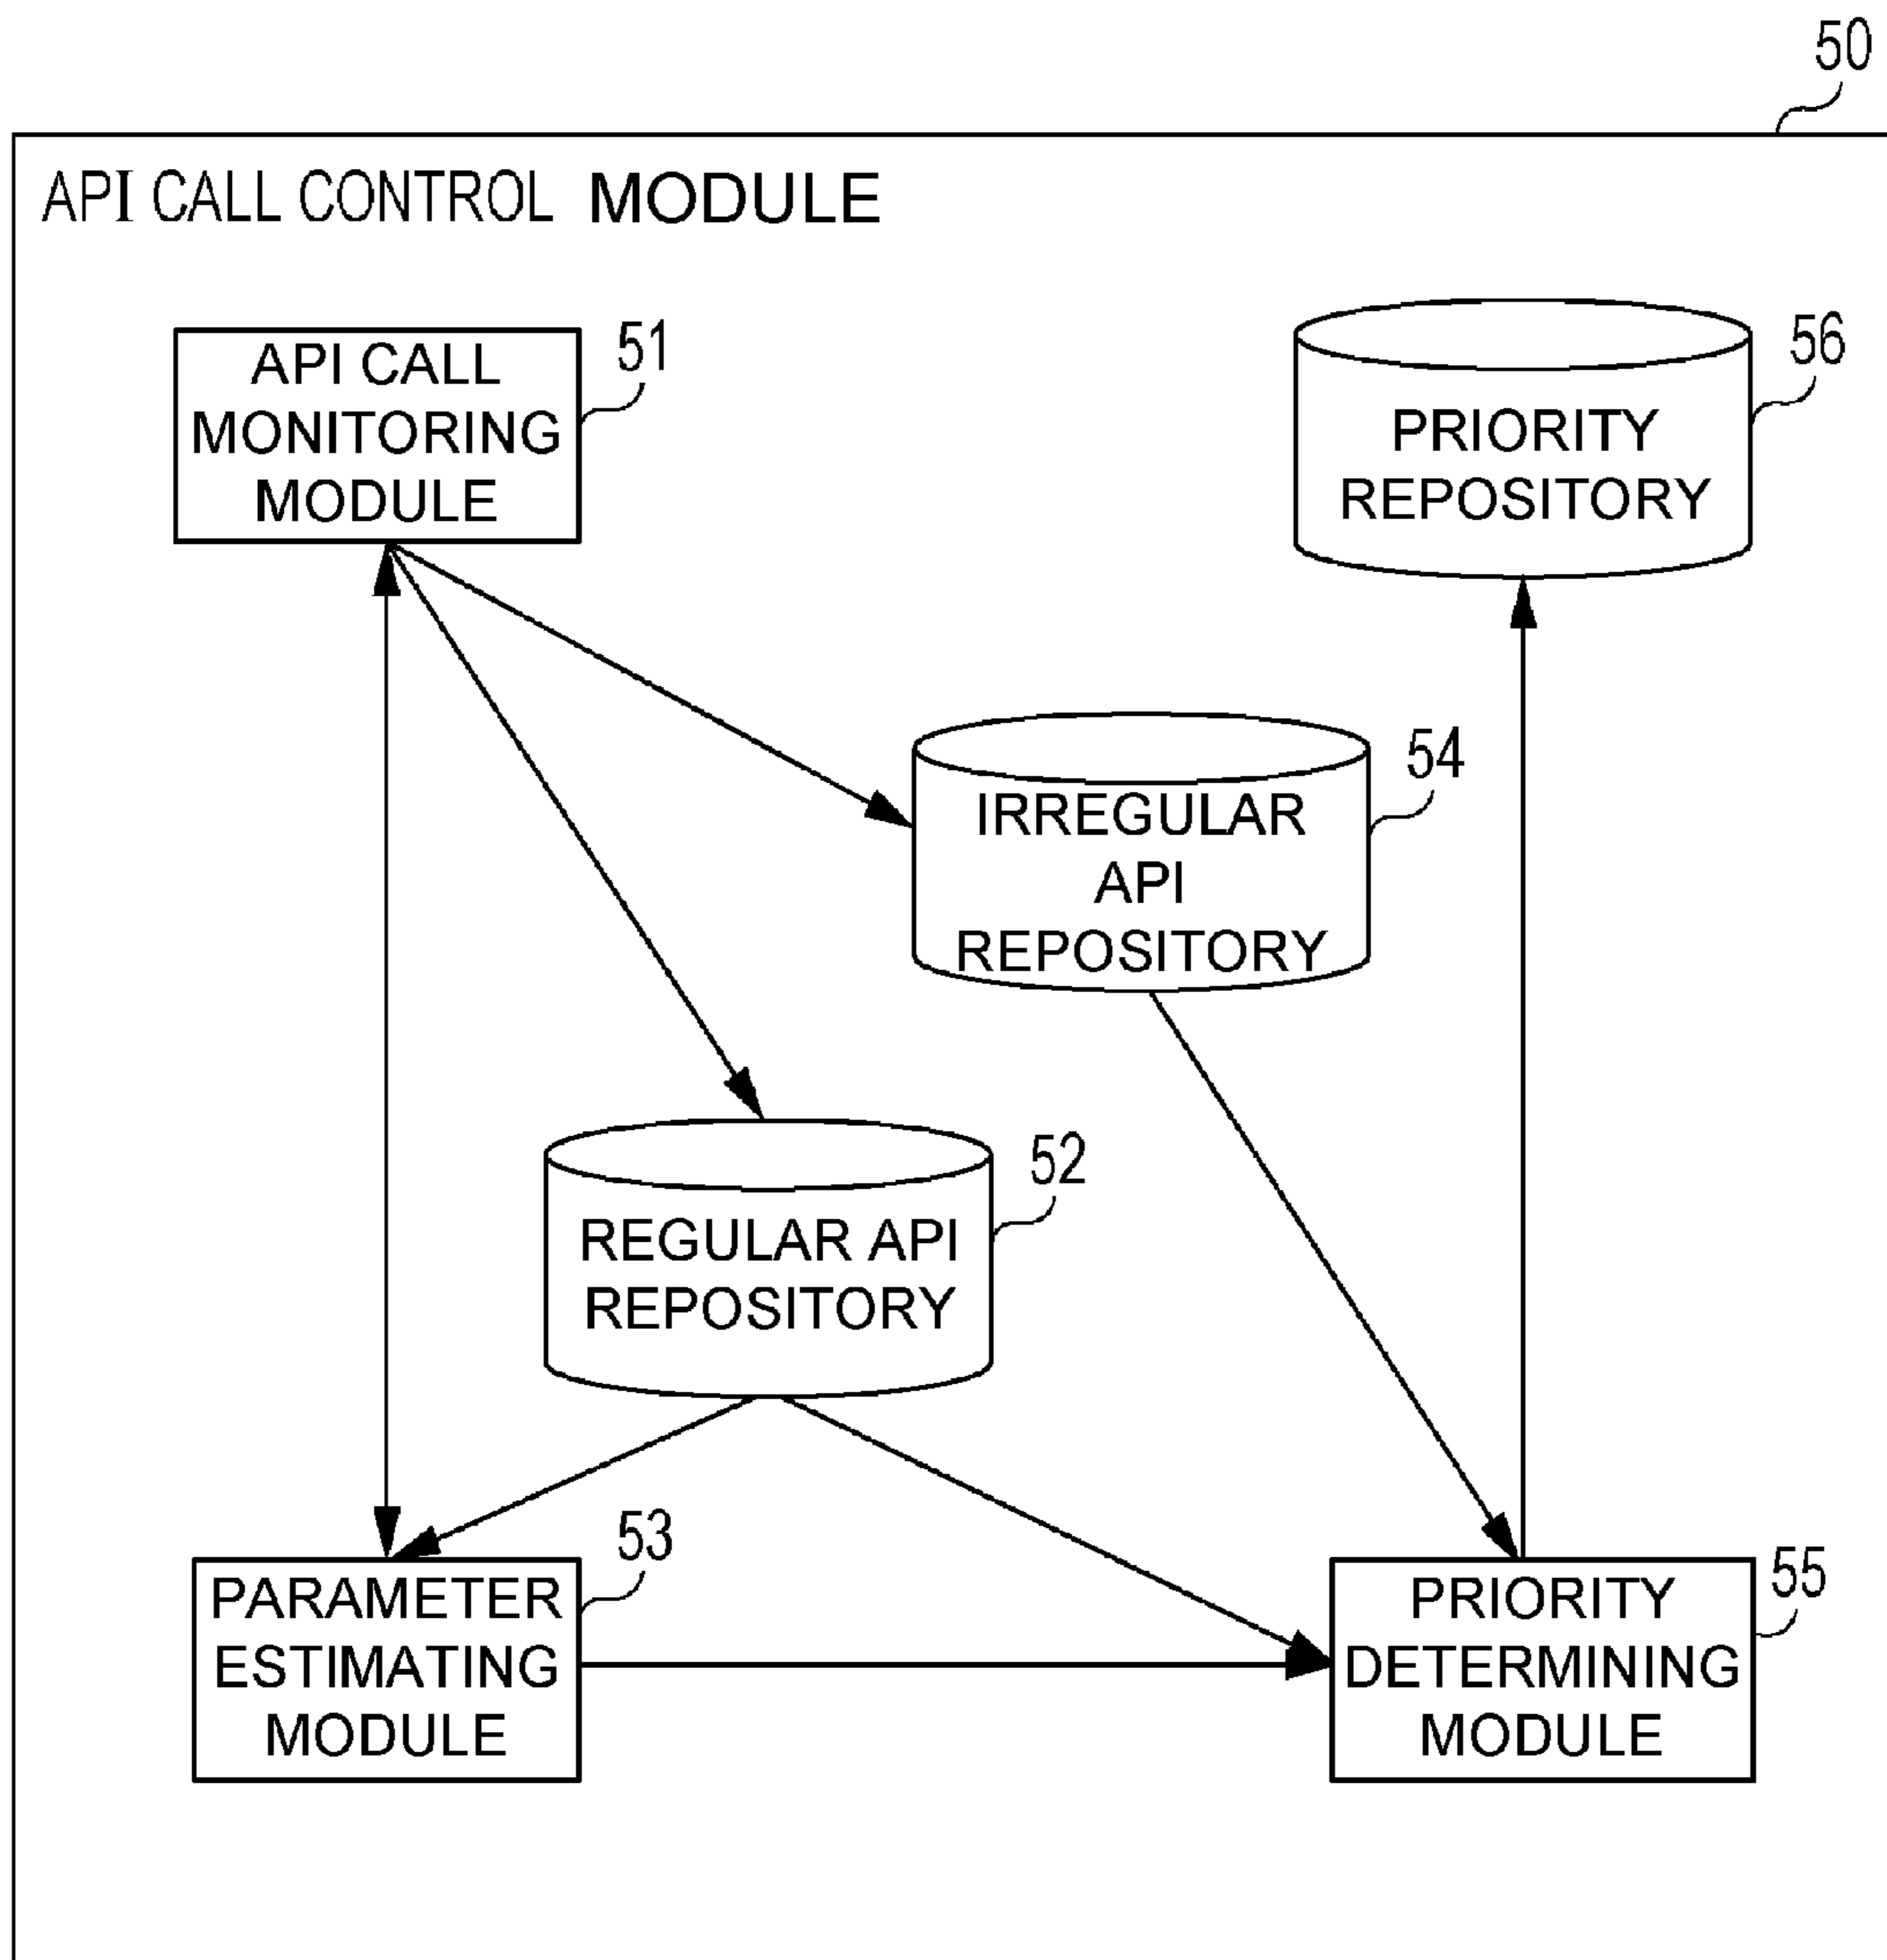 50
API CALL CONTROL MODULE
API CALL
MONITORING
MODULE
51
PRIORITY
REPOSITORY
56
IRREGULAR
API
REPOSITORY
54
REGULAR API
REPOSITORY
52
PARAMETER
ESTIMATING
MODULE
53
PRIORITY
DETERMINING
MODULE
55